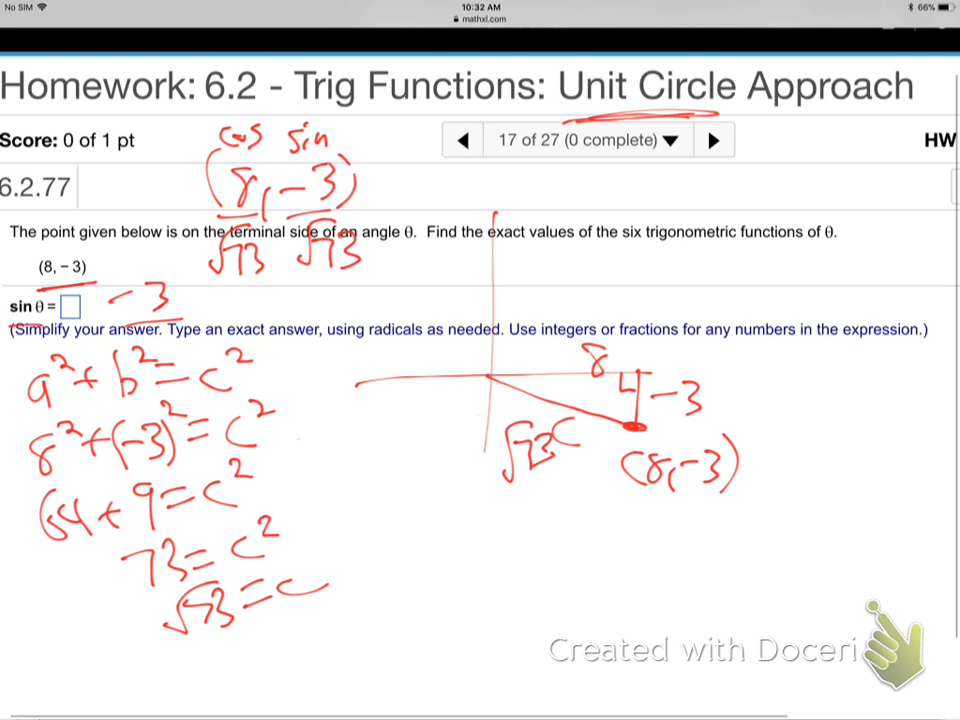 No SIM 10:32 AM 66%
mathxl.com
Homework: 6.2 - Trig Functions: Unit Circle Approach
Score: 0 of 1 pt
17 of 27 (0 complete)
HW
6.2.77
cos sin
(8, -3)
√73 √73
The point given below is on the terminal side of an angle θ. Find the exact values of the six trigonometric functions of θ.
(8, – 3)
sin θ =
-3
(Simplify your answer. Type an exact answer, using radicals as needed. Use integers or fractions for any numbers in the expression.)
a² + b² = c²
8² + (-3)² = c²
64 + 9 = c²
73 = c²
√73 = c
8
-3
√73 c
(8, -3)
Created with Doceri